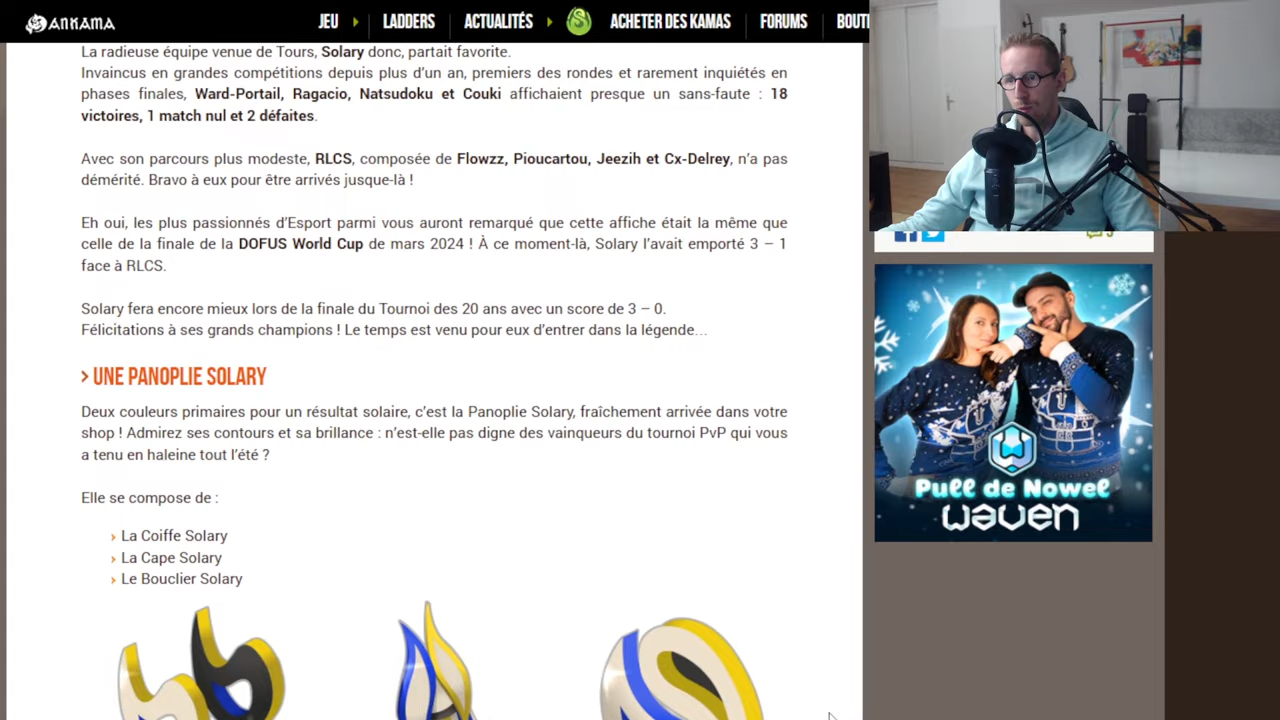 ANKAMA JEU LADDERS ACTUALITÉS ACHETER DES KAMAS FORUMS BOUTI
La radieuse équipe venue de Tours, Solary donc, partait favorite.
Invaincus en grandes compétitions depuis plus d'un an, premiers des rondes et rarement inquiétés en
phases finales, Ward-Portail, Ragacio, Natsudoku et Couki affichaient presque un sans-faute : 18
victoires, 1 match nul et 2 défaites.
Avec son parcours plus modeste, RLCS, composée de Flowzz, Pioucartou, Jeezih et Cx-Delrey, n'a pas
démérité. Bravo à eux pour être arrivés jusque-là !
Eh oui, les plus passionnés d'Esport parmi vous auront remarqué que cette affiche était la même que
celle de la finale de la DOFUS World Cup de mars 2024 ! À ce moment-là, Solary l'avait emporté 3 – 1
face à RLCS.
Solary fera encore mieux lors de la finale du Tournoi des 20 ans avec un score de 3 – 0.
Félicitations à ses grands champions ! Le temps est venu pour eux d'entrer dans la légende…
> UNE PANOPLIE SOLARY
Deux couleurs primaires pour un résultat solaire, c'est la Panoplie Solary, fraîchement arrivée dans votre
shop ! Admirez ses contours et sa brillance : n'est-elle pas digne des vainqueurs du tournoi PvP qui vous
a tenu en haleine tout l'été ?
Elle se compose de :
› La Coiffe Solary
› La Cape Solary
› Le Bouclier Solary
Pull de Nowel
WAVEN